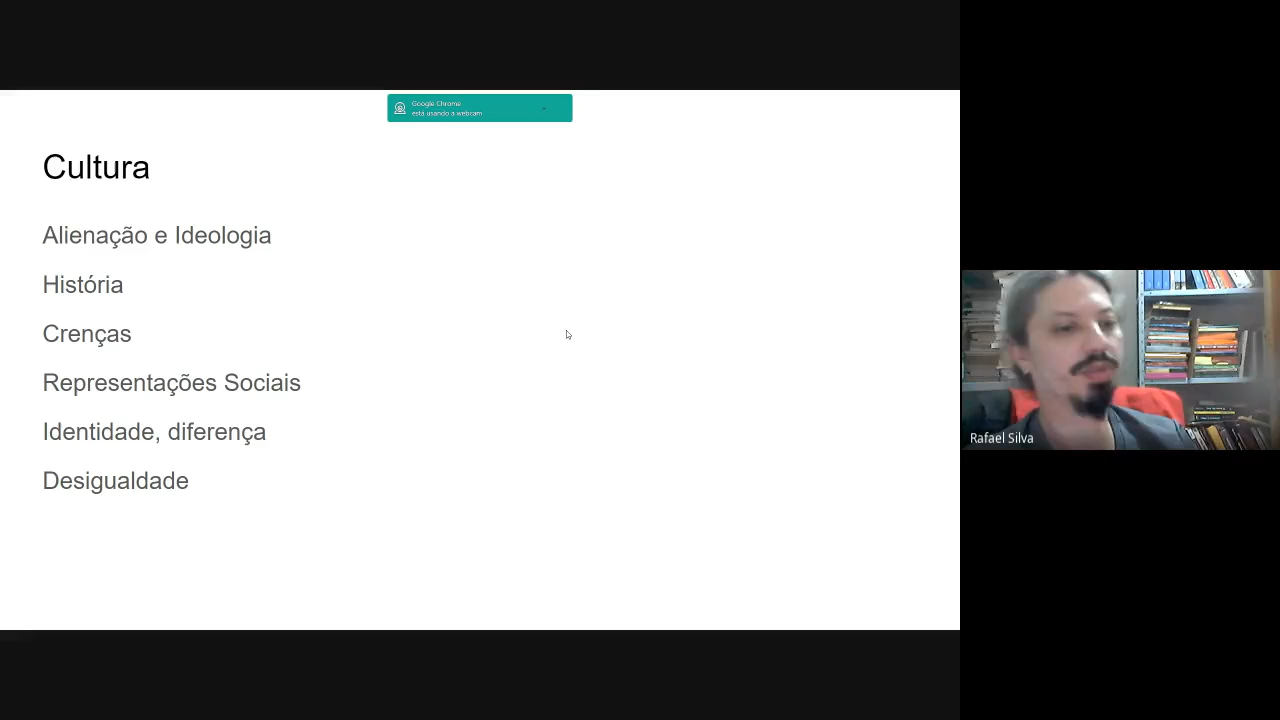 Google Chrome
está usando a webcam
Cultura
Alienação e Ideologia
História
Crenças
Representações Sociais
Identidade, diferença
Desigualdade
Rafael Silva